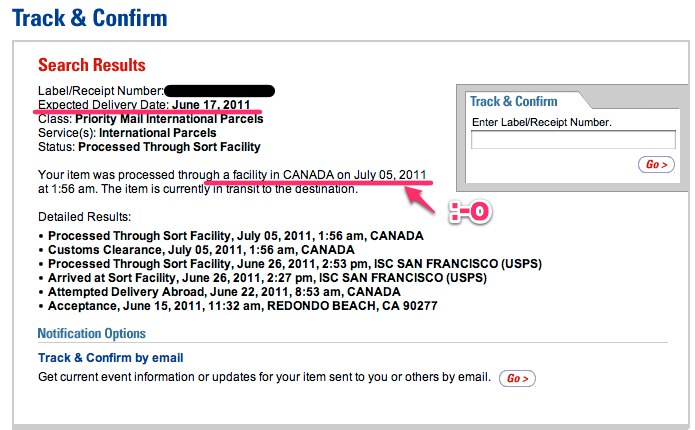 Track & Confirm
Search Results
Label/Receipt Number:
Expected Delivery Date: June 17, 2011
Class: Priority Mail International Parcels
Service(s): International Parcels
Status: Processed Through Sort Facility
Your item was processed through a facility in CANADA on July 05, 2011
at 1:56 am. The item is currently in transit to the destination.
Track & Confirm
Enter Label/Receipt Number.
Go >
:-o
Detailed Results:
• Processed Through Sort Facility, July 05, 2011, 1:56 am, CANADA
• Customs Clearance, July 05, 2011, 1:56 am, CANADA
• Processed Through Sort Facility, June 26, 2011, 2:53 pm, ISC SAN FRANCISCO (USPS)
• Arrived at Sort Facility, June 26, 2011, 2:27 pm, ISC SAN FRANCISCO (USPS)
• Attempted Delivery Abroad, June 22, 2011, 8:53 am, CANADA
• Acceptance, June 15, 2011, 11:32 am, REDONDO BEACH, CA 90277
Notification Options
Track & Confirm by email
Get current event information or updates for your item sent to you or others by email. Go >